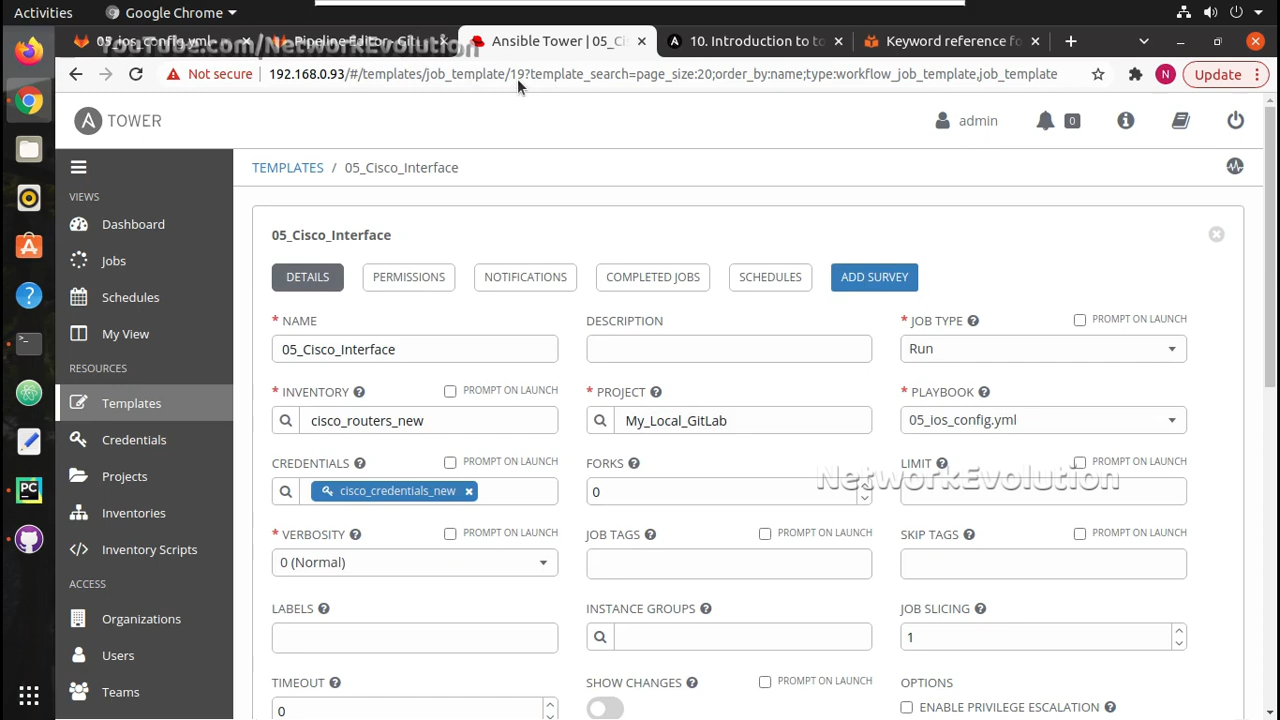 Activities
Google Chrome
05_ios_config.yml
Pipeline Editor · Git
Ansible Tower | 05_Cis
10. Introduction to to
Keyword reference fo
YouTube.com/NetworkEvolution
Not secure
192.168.0.93/#/templates/job_template/19?template_search=page_size:20;order_by:name;type:workflow_job_template,job_template
N
Update
A TOWER
admin
0
VIEWS
Dashboard
Jobs
Schedules
My View
RESOURCES
Templates
Credentials
Projects
Inventories
Inventory Scripts
ACCESS
Organizations
Users
Teams
TEMPLATES / 05_Cisco_Interface
05_Cisco_Interface
DETAILS
PERMISSIONS
NOTIFICATIONS
COMPLETED JOBS
SCHEDULES
ADD SURVEY
* NAME
DESCRIPTION
* JOB TYPE
PROMPT ON LAUNCH
05_Cisco_Interface
Run
* INVENTORY
PROMPT ON LAUNCH
* PROJECT
* PLAYBOOK
cisco_routers_new
My_Local_GitLab
05_ios_config.yml
CREDENTIALS
PROMPT ON LAUNCH
FORKS
LIMIT
PROMPT ON LAUNCH
cisco_credentials_new
0
NetworkEvolution
* VERBOSITY
PROMPT ON LAUNCH
JOB TAGS
PROMPT ON LAUNCH
SKIP TAGS
PROMPT ON LAUNCH
0 (Normal)
LABELS
INSTANCE GROUPS
JOB SLICING
1
TIMEOUT
SHOW CHANGES
PROMPT ON LAUNCH
OPTIONS
0
ENABLE PRIVILEGE ESCALATION